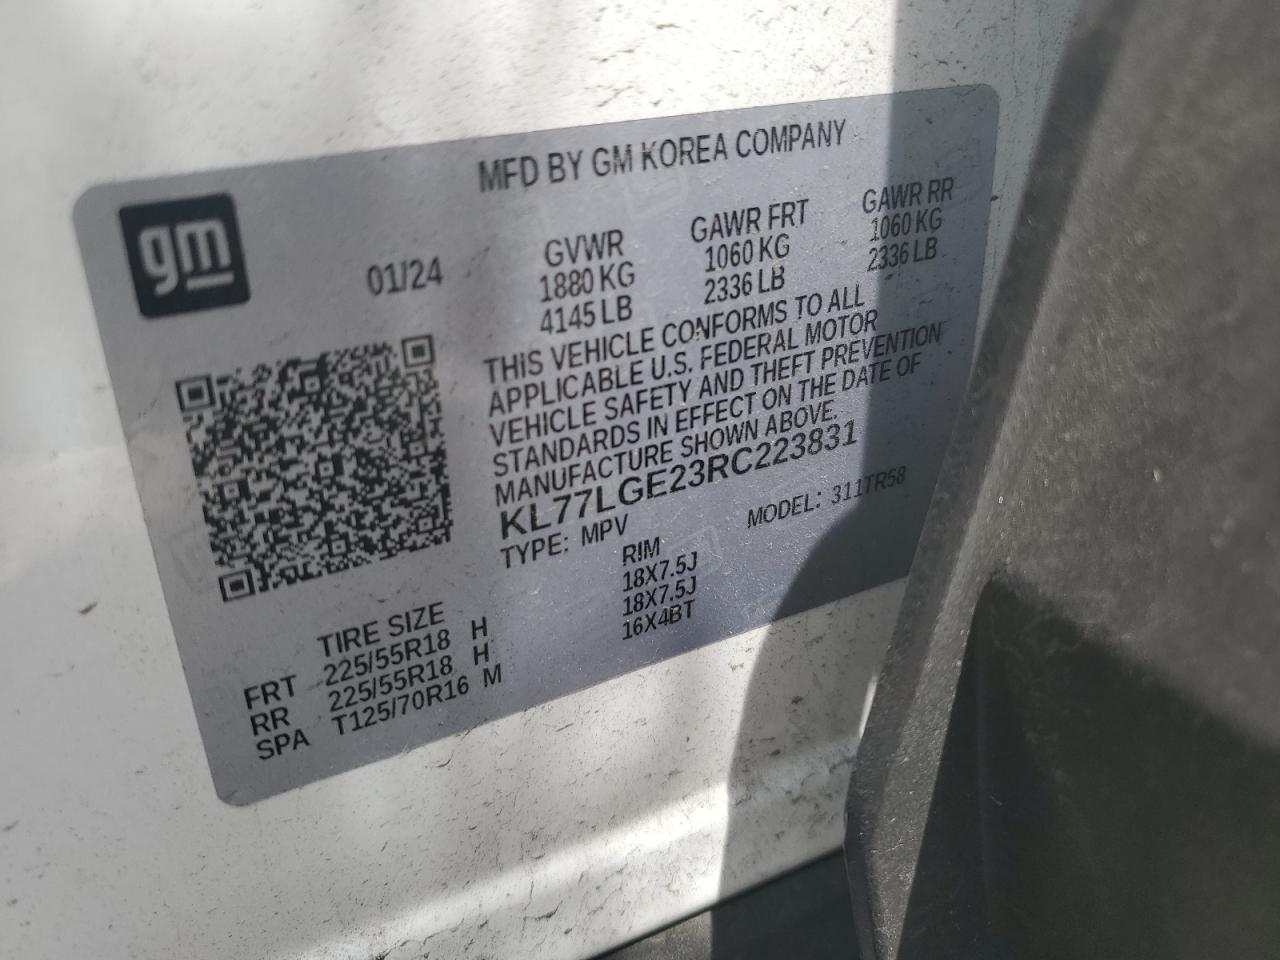 MFD BY GM KOREA COMPANY
gm
01/24
GVWR GAWR FRT GAWR RR
1880 KG 1060 KG 1060 KG
4145 LB 2336 LB 2336 LB
THIS VEHICLE CONFORMS TO ALL
APPLICABLE U.S. FEDERAL MOTOR
VEHICLE SAFETY AND THEFT PREVENTION
STANDARDS IN EFFECT ON THE DATE OF
MANUFACTURE SHOWN ABOVE.
KL77LGE23RC223831
TYPE: MPV MODEL: 311TR58
TIRE SIZE RIM
FRT 225/55R18 H 18X7.5J
RR 225/55R18 H 18X7.5J
SPA T125/70R16 M 16X4BT